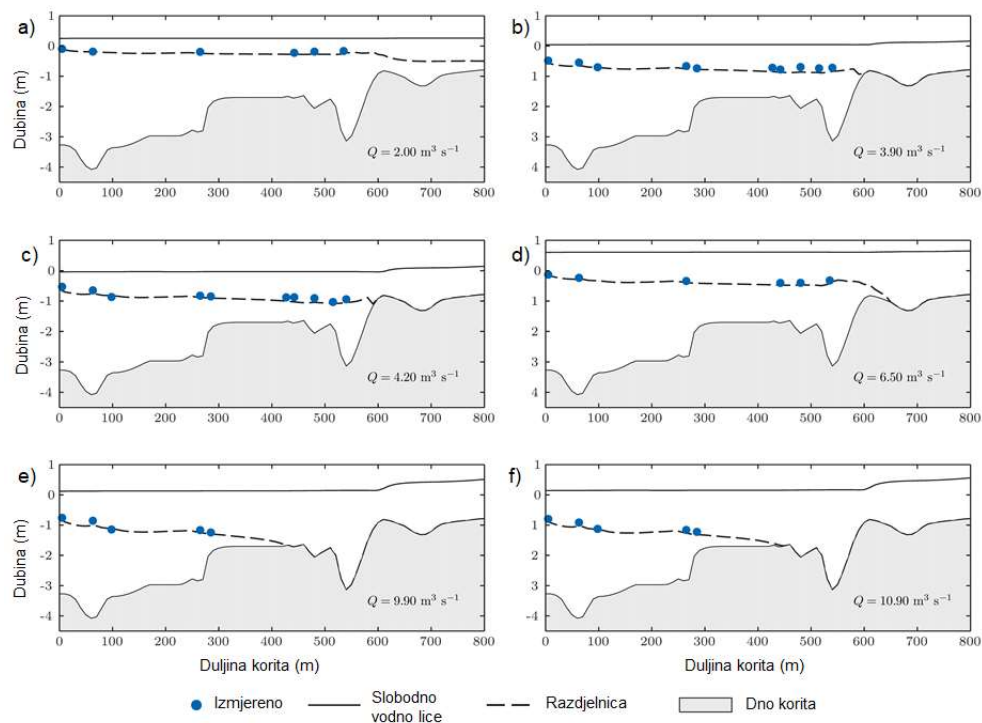 a)
1
0
-1
-2
-3
-4
Dubina (m)
Q = 2.00 m³ s⁻¹
0 100 200 300 400 500 600 700 800
b)
1
0
-1
-2
-3
4
Q = 3.90 m³ s⁻¹
0 100 200 300 400 500 600 700 800
c)
1
0
-1
-2
-3
-4
Dubina (m)
Q = 4.20 m³ s⁻¹
0 100 200 300 400 500 600 700 800
d)
1
0
1
2
3
4
Q = 6.50 m³ s⁻¹
0 100 200 300 400 500 600 700 800
e)
1
0
-1
-2
-3
-4
Dubina (m)
Q = 9.90 m³ s⁻¹
0 100 200 300 400 500 600 700 800
Duljina korita (m)
f)
1
0
-1
-2
-3
-4
Q = 10.90 m³ s⁻¹
0 100 200 300 400 500 600 700 800
Duljina korita (m)
Izmjereno
Slobodno
vodno lice
Razdjelnica
Dno korita